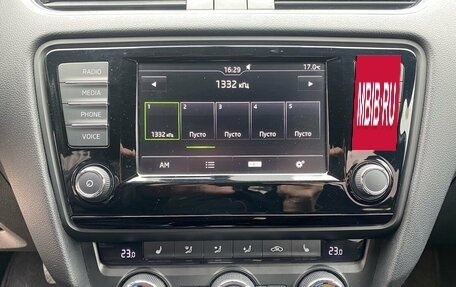 16:29
17.0°C
RADIO
MEDIA
PHONE
VOICE
1332 кГц
1 2 3 4 5
1332 кГц Пусто Пусто Пусто Пусто
AM
MBIB.RU
23.0 23.0